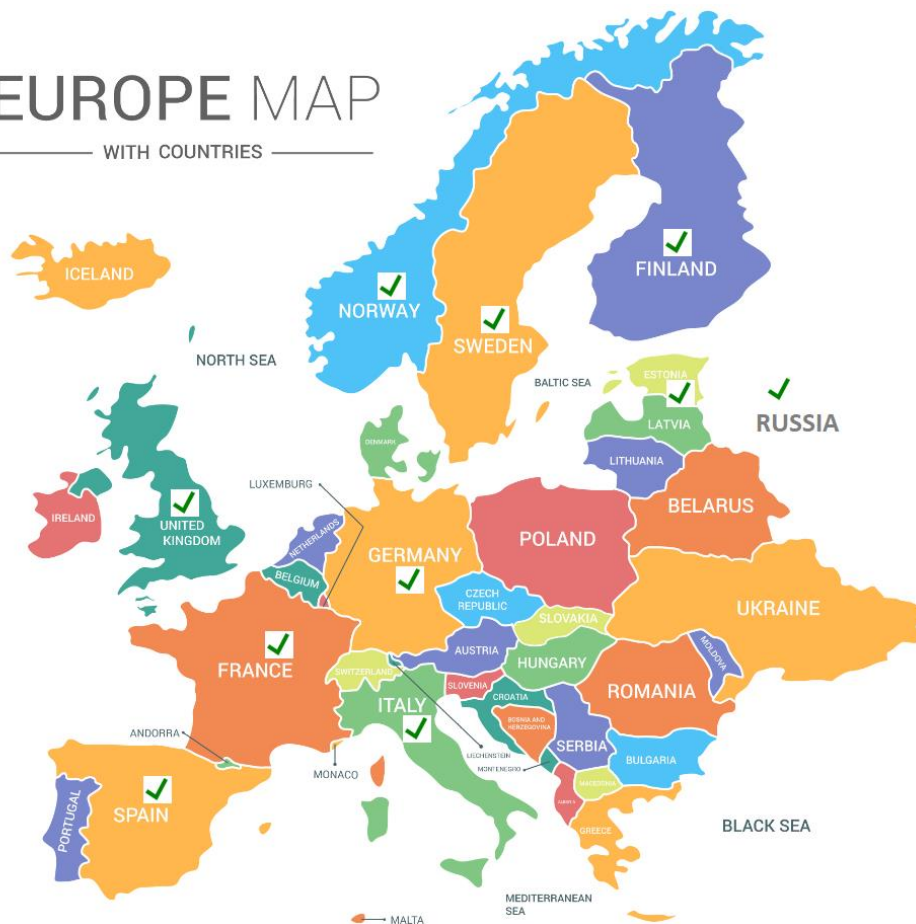 EUROPE MAP
WITH COUNTRIES
ICELAND
FINLAND
NORWAY
SWEDEN
NORTH SEA
BALTIC SEA
ESTONIA
RUSSIA
LATVIA
DENMARK
LITHUANIA
LUXEMBURG
BELARUS
IRELAND
UNITED
KINGDOM
NETHERLANDS
GERMANY
POLAND
BELGIUM
CZECH
REPUBLIC
UKRAINE
SLOVAKIA
AUSTRIA
MOLDOVA
HUNGARY
FRANCE
SWITZERLAND
SLOVENIA
ROMANIA
CROATIA
ITALY
BOSNIA AND
HERZEGOVINA
ANDORRA
SERBIA
LIECHENSTEIN
BULGARIA
MONACO
MONTENEGRO
MACEDONIA
PORTUGAL
SPAIN
GREECE
BLACK SEA
MEDITERRANEAN
SEA
MALTA